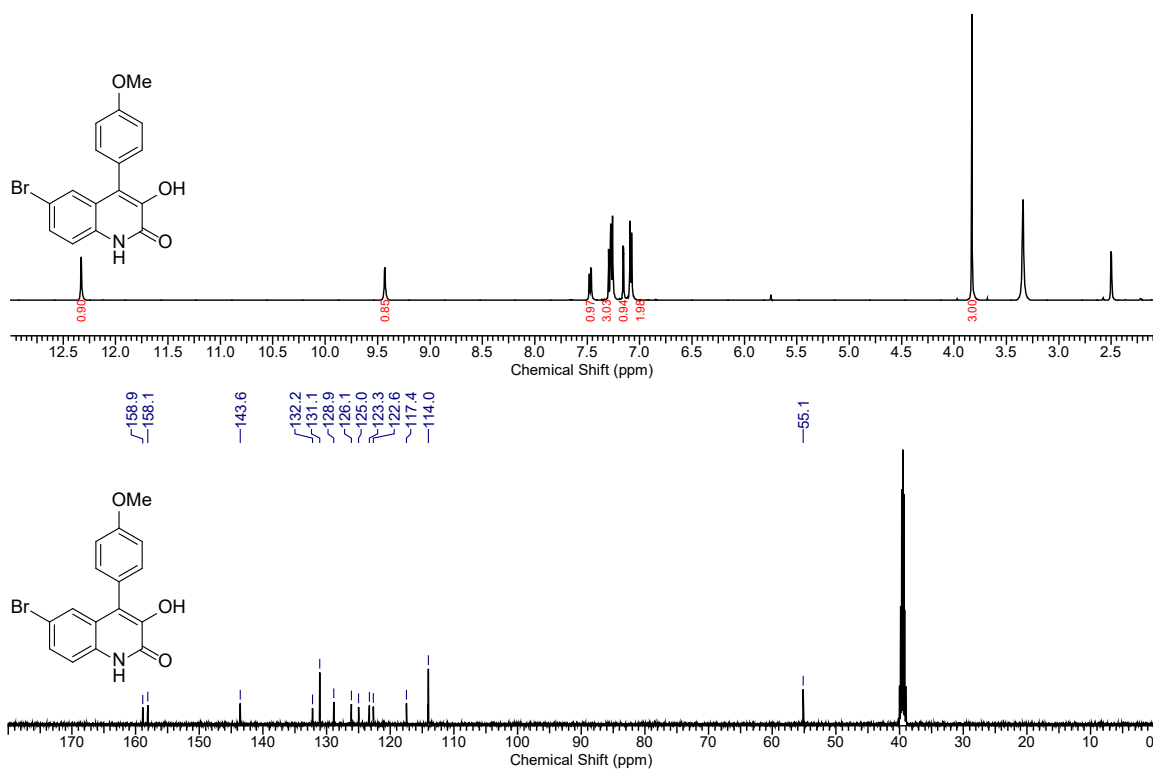 OMe
Br
OH
N
H
O
0.90
0.85
0.97
3.03
0.94
1.98
3.00
12.5 12.0 11.5 11.0 10.5 10.0 9.5 9.0 8.5 8.0 7.5 7.0 6.5 6.0 5.5 5.0 4.5 4.0 3.5 3.0 2.5
Chemical Shift (ppm)
158.9
158.1
143.6
132.2
131.1
128.9
126.1
125.0
123.3
122.6
117.4
114.0
55.1
OMe
Br
OH
N
H
O
170 160 150 140 130 120 110 100 90 80 70 60 50 40 30 20 10 0
Chemical Shift (ppm)